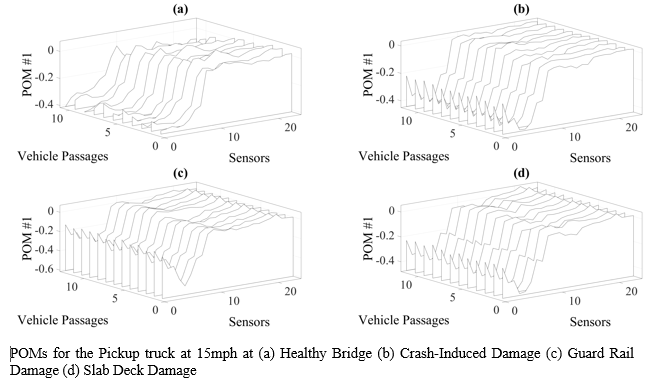 (a)
POM #1
0
-0.2
-0.4
10
5
0
0
10
20
Vehicle Passages
Sensors
(b)
POM #1
0
-0.2
-0.4
10
5
0
0
10
20
Vehicle Passages
Sensors
(c)
POM #1
0
-0.2
-0.4
-0.6
10
5
0
0
10
20
Vehicle Passages
Sensors
(d)
POM #1
0
-0.2
-0.4
10
5
0
0
10
20
Vehicle Passages
Sensors
POMs for the Pickup truck at 15mph at (a) Healthy Bridge (b) Crash-Induced Damage (c) Guard Rail
Damage (d) Slab Deck Damage